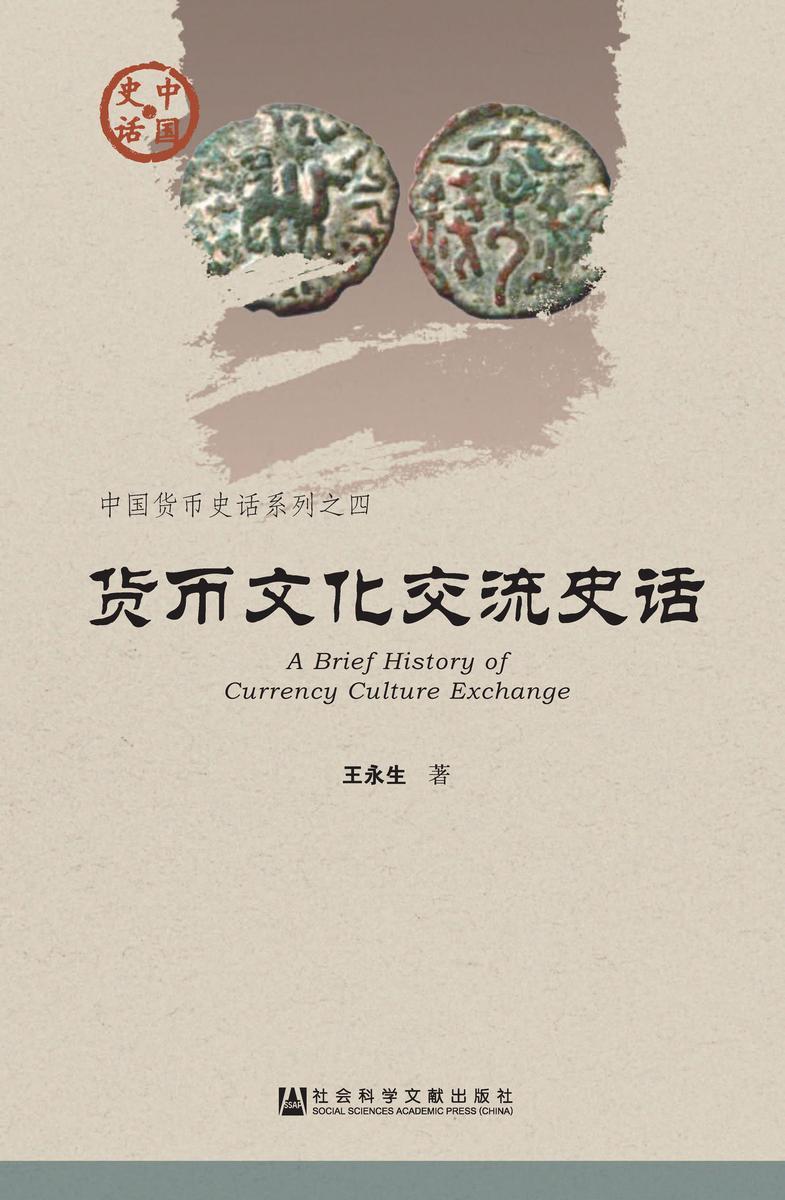 中国
史话
中国货币史话系列之四
货币文化交流史话
A Brief History of
Currency Culture Exchange
王永生 著
SSAP
社会科学文献出版社
SOCIAL SCIENCES ACADEMIC PRESS (CHINA)